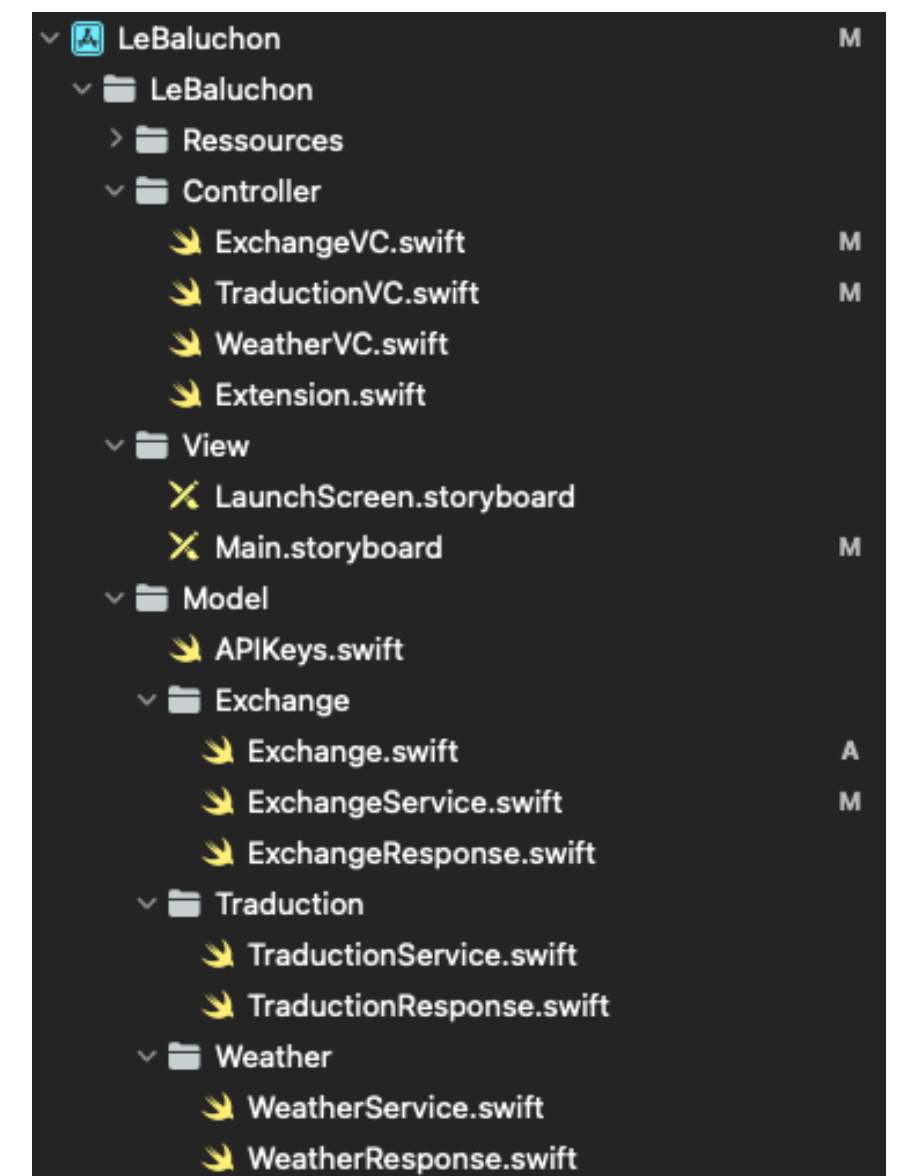 LeBaluchon M
LeBaluchon
Ressources
Controller
ExchangeVC.swift M
TraductionVC.swift M
WeatherVC.swift
Extension.swift
View
LaunchScreen.storyboard
Main.storyboard M
Model
APIKeys.swift
Exchange
Exchange.swift A
ExchangeService.swift M
ExchangeResponse.swift
Traduction
TraductionService.swift
TraductionResponse.swift
Weather
WeatherService.swift
WeatherResponse.swift